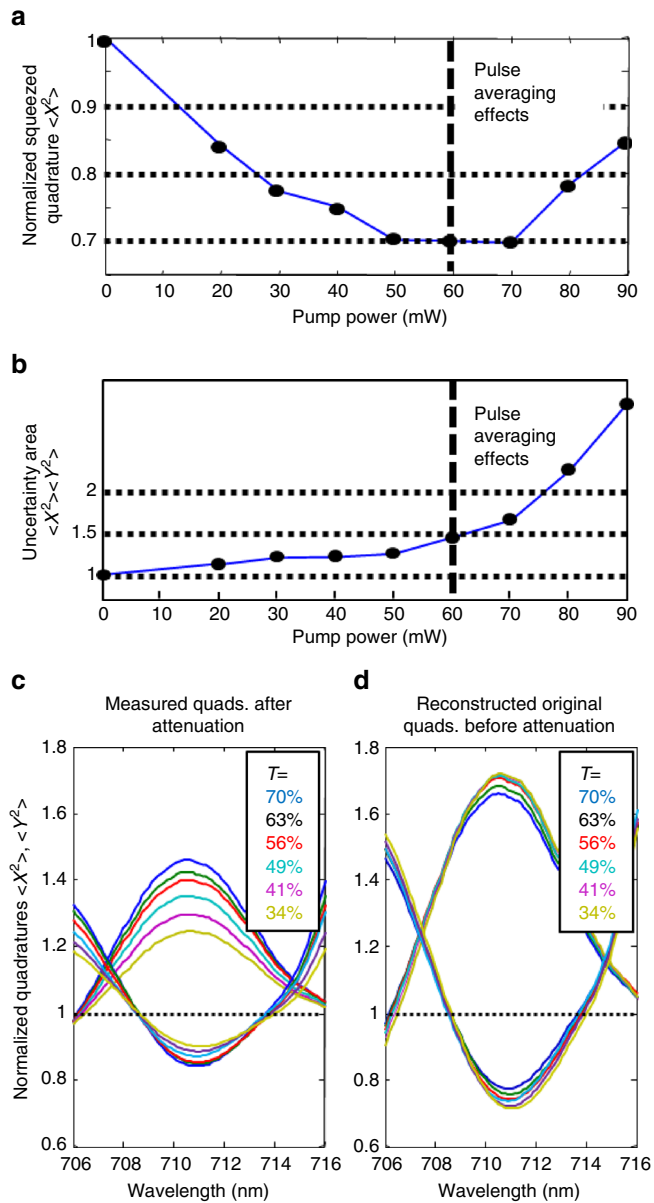 a
Normalized squeezed
quadrature <X²>
1
0.9
0.8
0.7
Pulse
averaging
effects
0 10 20 30 40 50 60 70 80 90
Pump power (mW)
b
Uncertainty area
<X²><Y²>
2
1.5
1
Pulse
averaging
effects
0 10 20 30 40 50 60 70 80 90
Pump power (mW)
c
Measured quads. after
attenuation
Normalized quadratures <X²>, <Y²>
1.8
1.6
1.4
1.2
1
0.8
0.6
T=
70%
63%
56%
49%
41%
34%
706 708 710 712 714 716
Wavelength (nm)
d
Reconstructed original
quads. before attenuation
1.8
1.6
1.4
1.2
1
0.8
0.6
T=
70%
63%
56%
49%
41%
34%
706 708 710 712 714 716
Wavelength (nm)